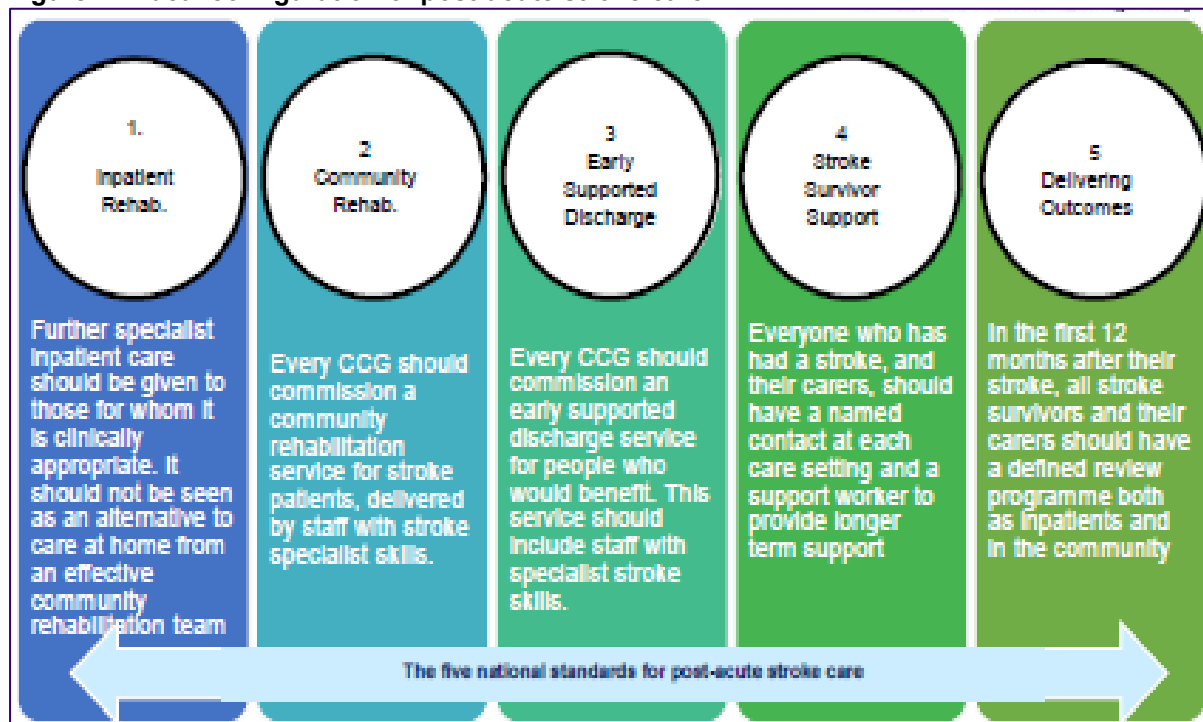 1.
Inpatient
Rehab.
Further specialist
inpatient care
should be given to
those for whom it
is clinically
appropriate. It
should not be seen
as an alternative to
care at home from
an effective
community
rehabilitation team
2
Community
Rehab.
Every CCG should
commission a
community
rehabilitation
service for stroke
patients, delivered
by staff with stroke
specialist skills.
3
Early
Supported
Discharge
Every CCG should
commission an
early supported
discharge service
for people who
would benefit. This
service should
include staff with
specialist stroke
skills.
4
Stroke
Survivor
Support
Everyone who has
had a stroke, and
their carers, should
have a named
contact at each
care setting and a
support worker to
provide longer
term support
5
Delivering
Outcomes
In the first 12
months after their
stroke, all stroke
survivors and their
carers should have
a defined review
programme both
as inpatients and
in the community
The five national standards for post-acute stroke care